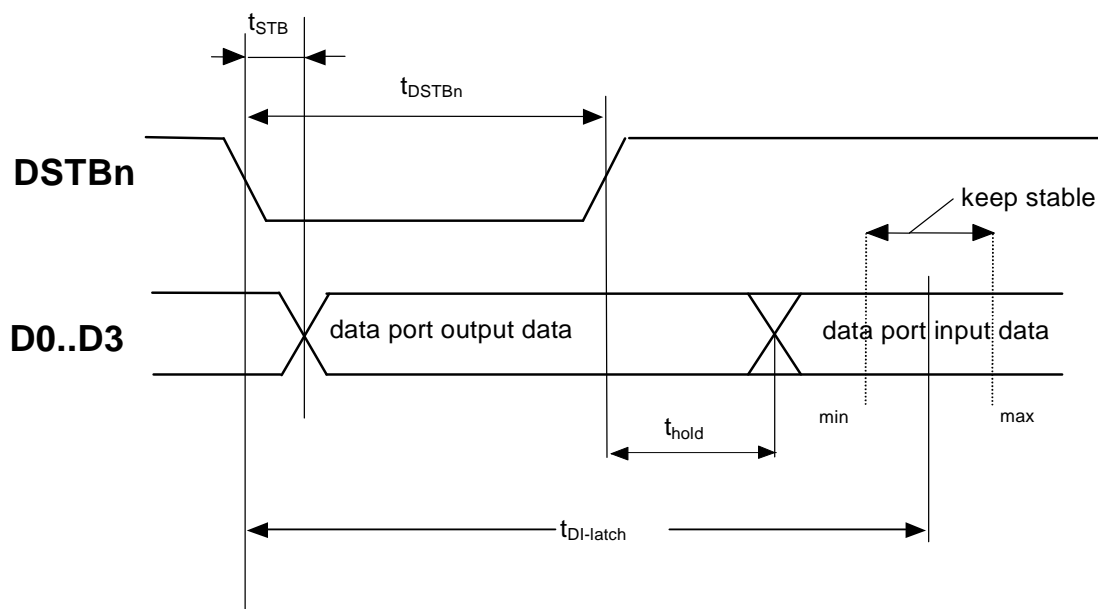 tSTB
tDSTBn
DSTBn
keep stable
D0..D3
data port output data
data port input data
min
max
thold
tDI-latch